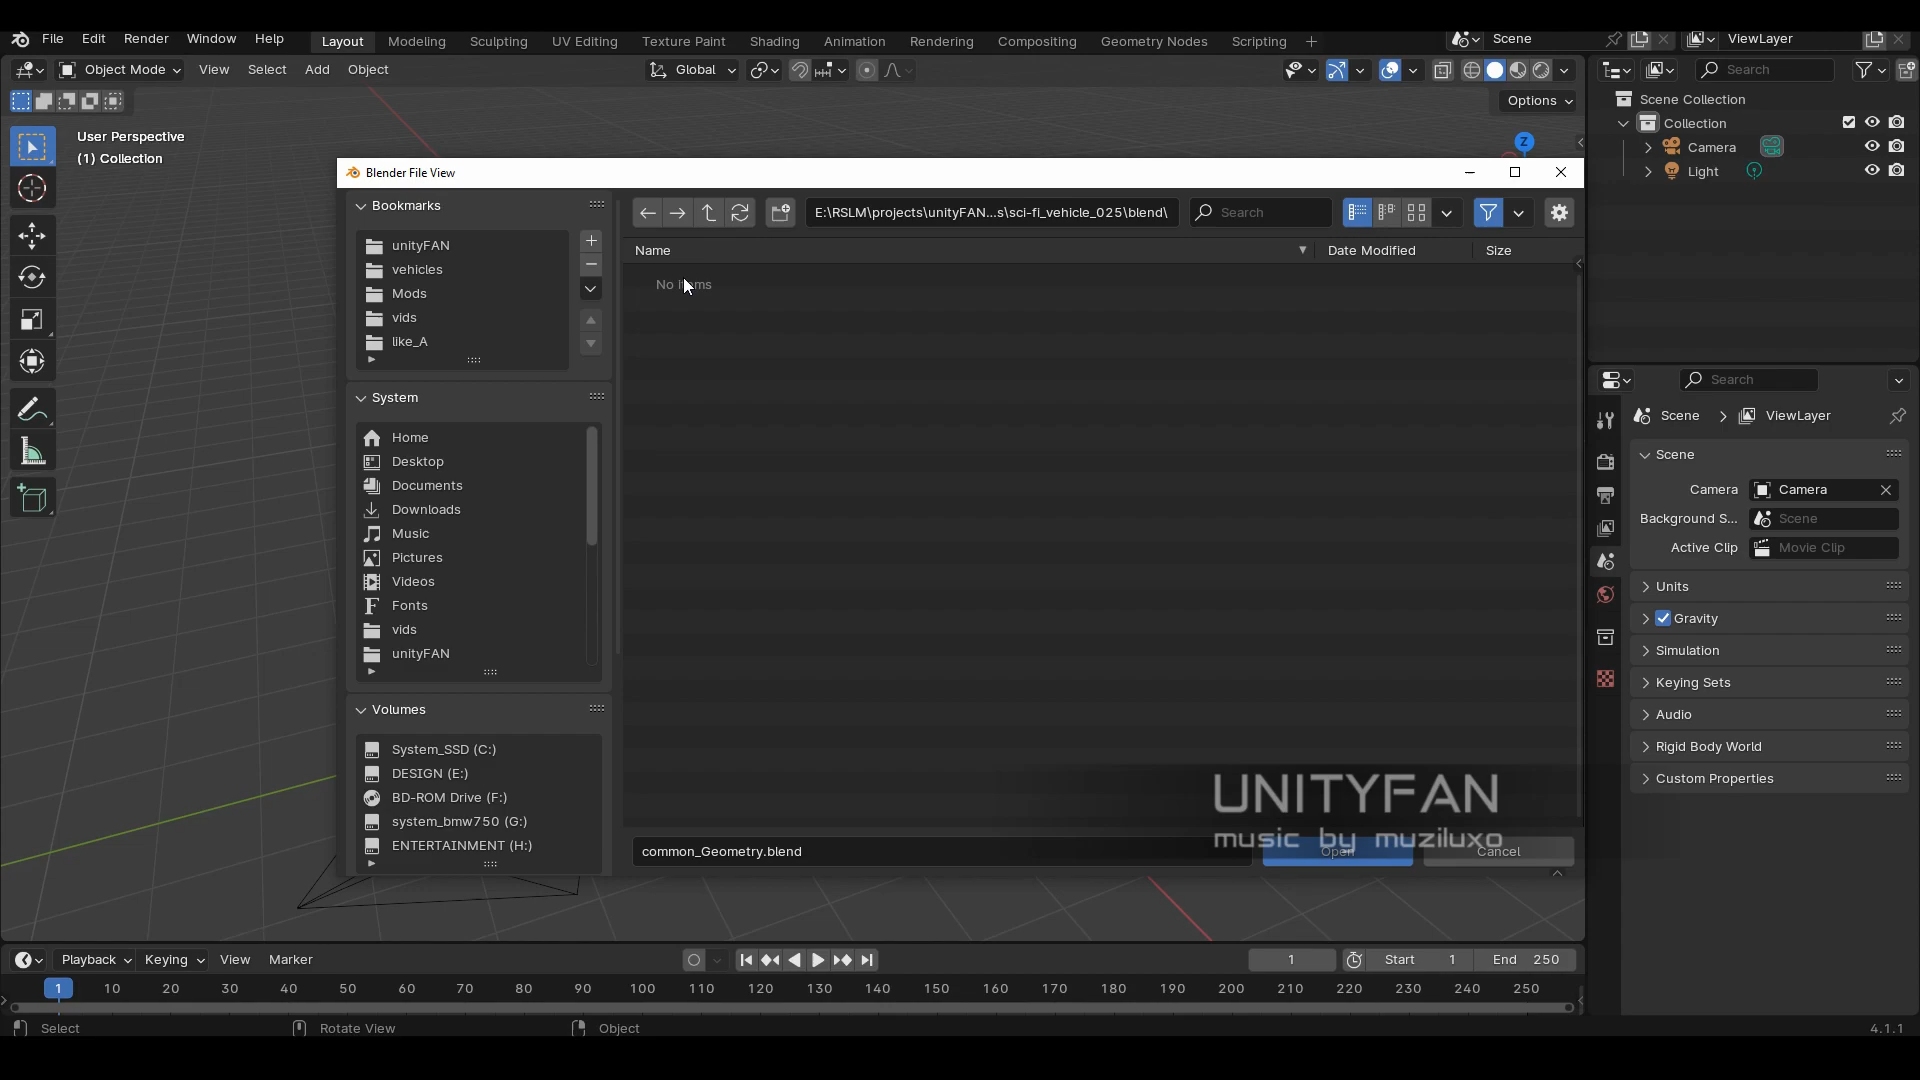 File Edit Render Window Help Layout Modeling Sculpting UV Editing Texture Paint Shading Animation Rendering Compositing Geometry Nodes Scripting + Scene ViewLayer
Object Mode View Select Add Object Global Search
Options
User Perspective
(1) Collection
Z
Scene Collection
Collection
Camera
Light
Blender File View
Bookmarks
unityFAN
vehicles
Mods
vids
like_A
System
Home
Desktop
Documents
Downloads
Music
Pictures
Videos
Fonts
vids
unityFAN
Volumes
System_SSD (C:)
DESIGN (E:)
BD-ROM Drive (F:)
system_bmw750 (G:)
ENTERTAINMENT (H:)
E:\RSLM\projects\unityFAN...s\sci-fi_vehicle_025\blend\ Search
Name Date Modified Size
No items
common_Geometry.blend Open Cancel
UNITYFAN
music by muziluxo
Search
Scene ViewLayer
Scene
Camera Camera
Background S... Scene
Active Clip Movie Clip
Units
Gravity
Simulation
Keying Sets
Audio
Rigid Body World
Custom Properties
Playback Keying View Marker 1 Start 1 End 250
1 10 20 30 40 50 60 70 80 90 100 110 120 130 140 150 160 170 180 190 200 210 220 230 240 250
Select Rotate View Object 4.1.1